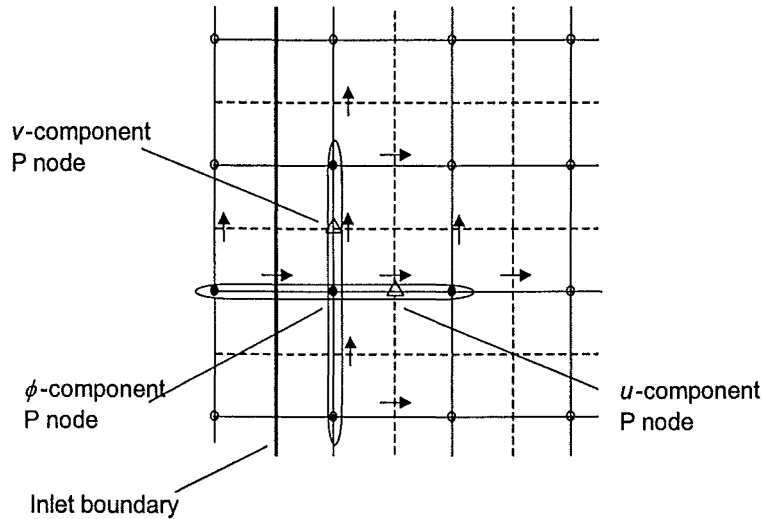 v-component
P node
ϕ-component
P node
u-component
P node
Inlet boundary